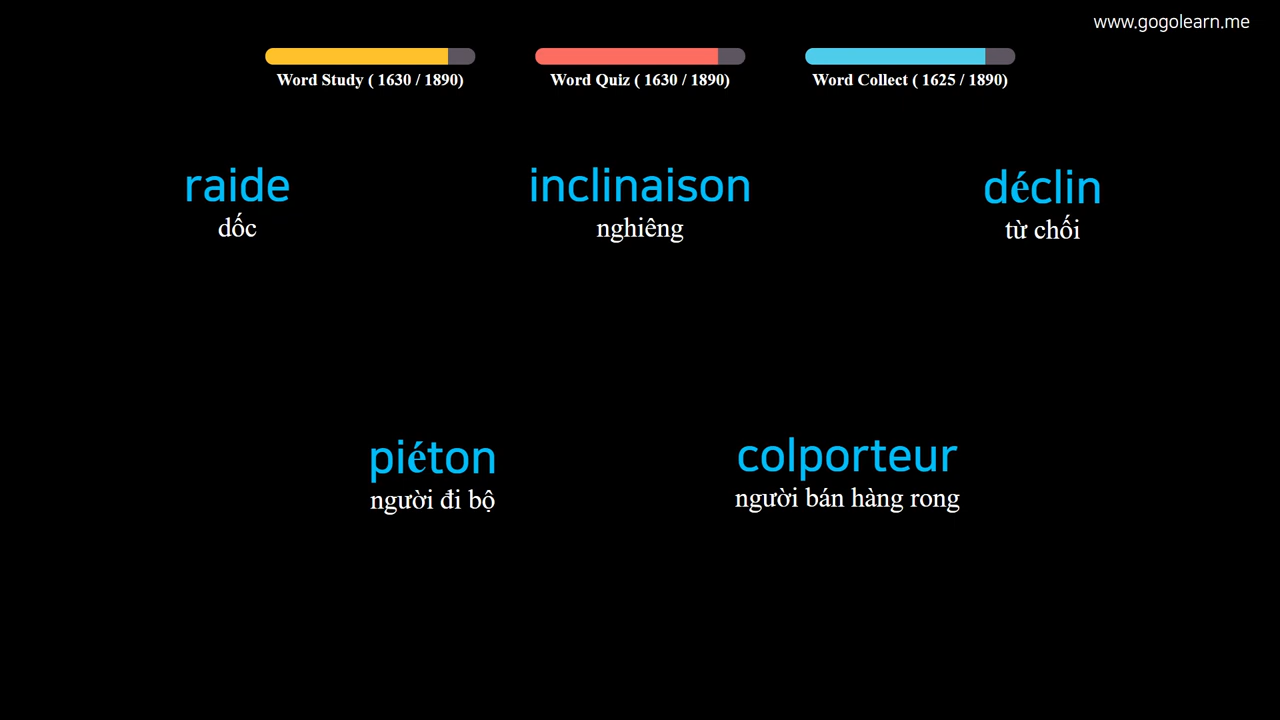 www.gogolearn.me
Word Study ( 1630 / 1890)
Word Quiz ( 1630 / 1890)
Word Collect ( 1625 / 1890)
raide
dốc
inclinaison
nghiêng
déclin
từ chối
piéton
người đi bộ
colporteur
người bán hàng rong